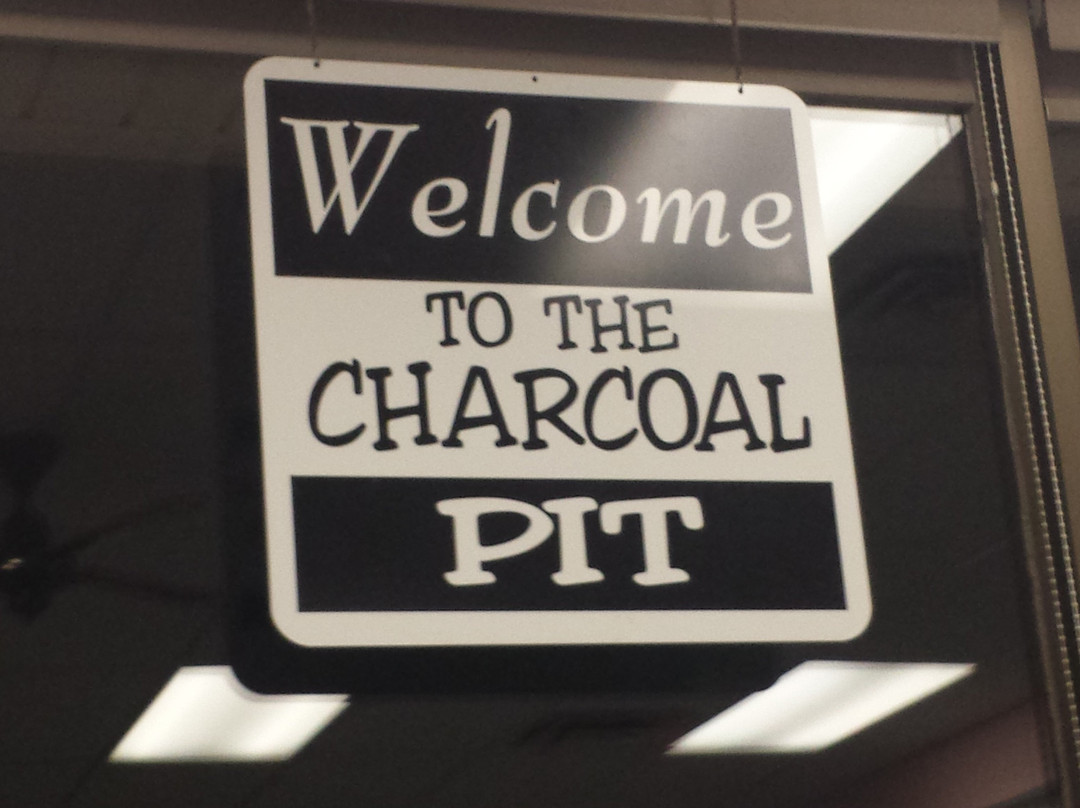 Welcome
TO THE
CHARCOAL
PIT